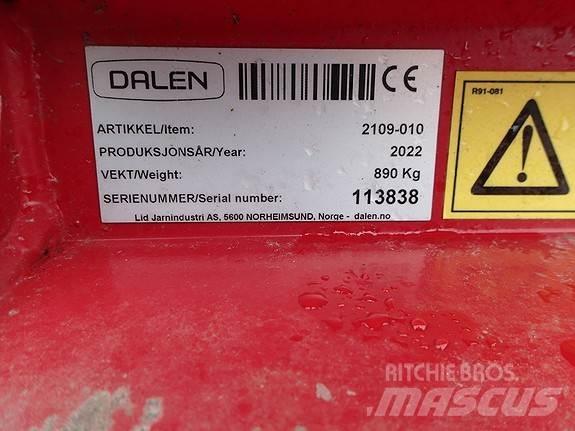 DALEN CE
ARTIKKEL/Item: 2109-010
PRODUKSJONSÅR/Year: 2022
VEKT/Weight: 890 Kg
SERIENUMMER/Serial number: 113838
Lid Jarnindustri AS, 5600 NORHEIMSUND, Norge - dalen.no
R91-081
RITCHIE BROS.
MASCUS